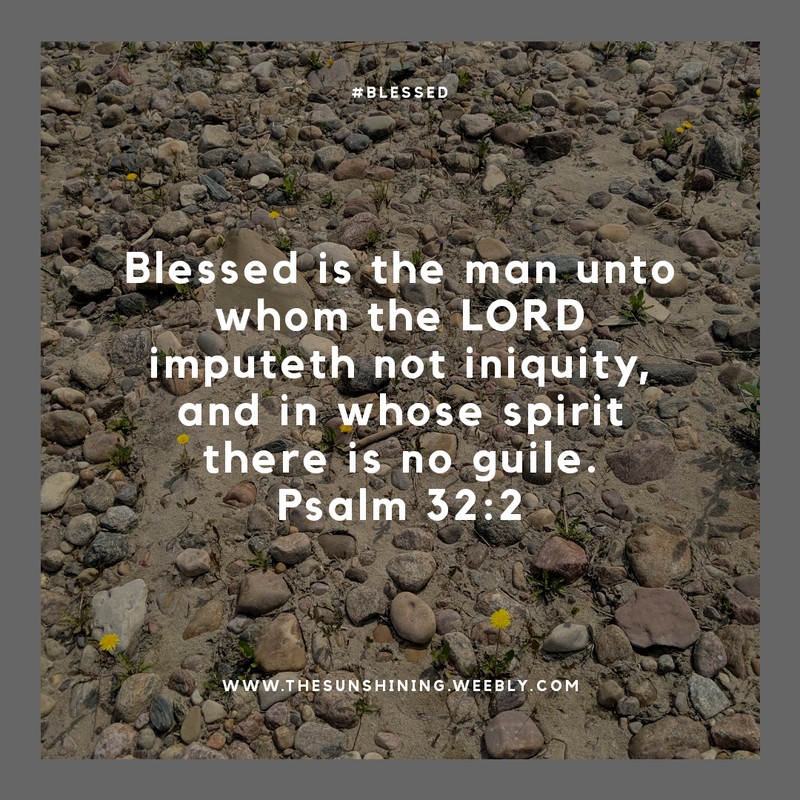 #BLESSED
Blessed is the man unto
whom the LORD
imputeth not iniquity,
and in whose spirit
there is no guile.
Psalm 32:2
WWW.THESUNSHINING.WEEBLY.COM